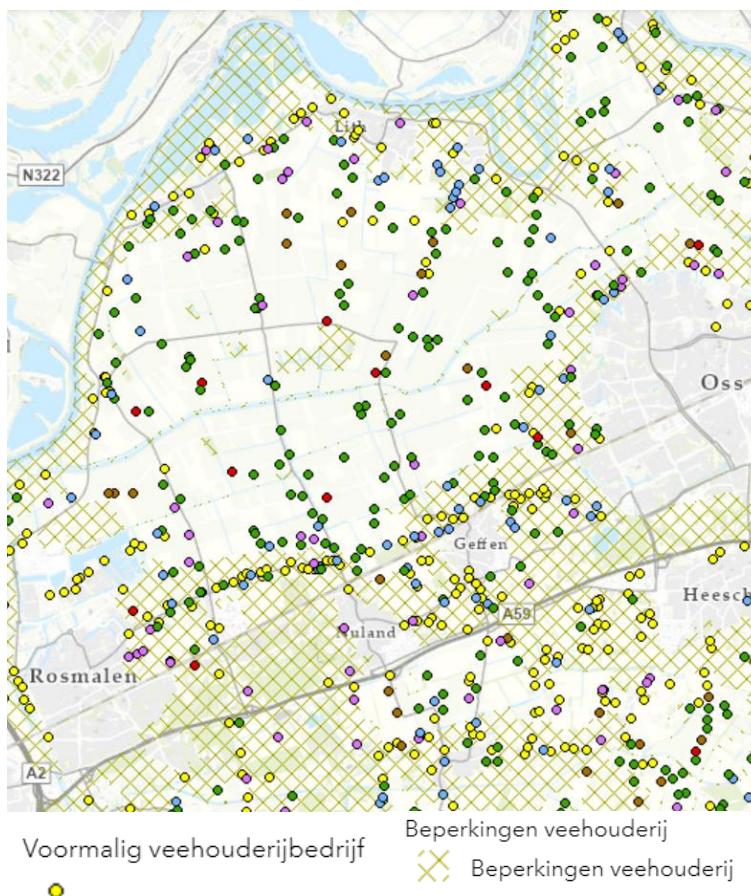 Lith
N322
Oss
Geffen
A59
Heesch
Nuland
Rosmalen
A2
Voormalig veehouderijbedrijf
Beperkingen veehouderij
Beperkingen veehouderij